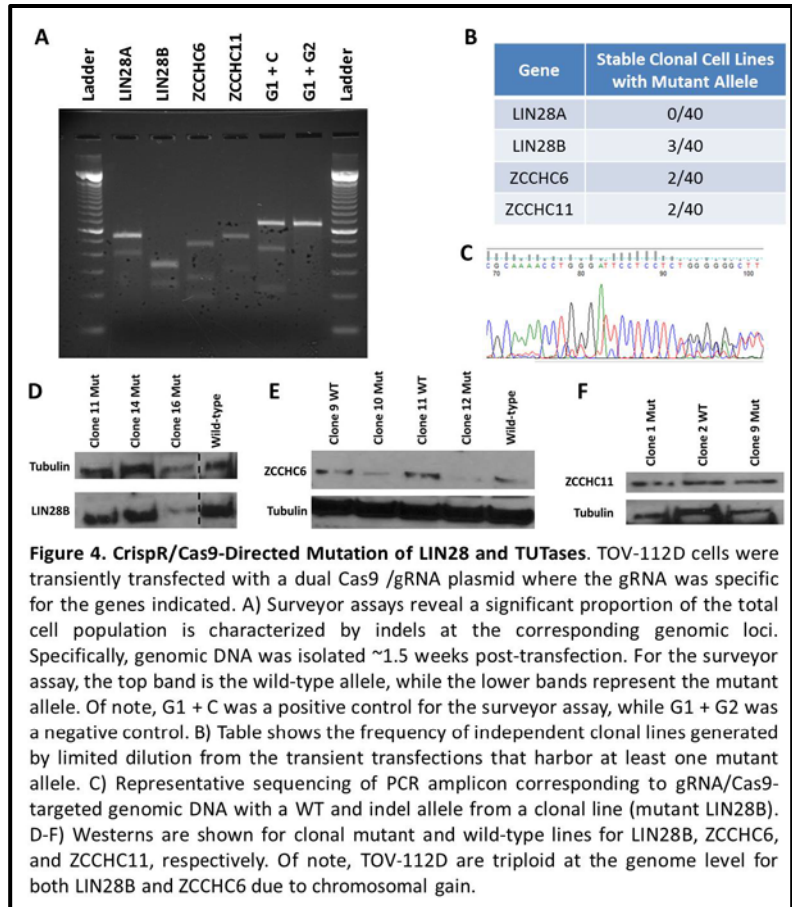 A
Ladder
LIN28A
LIN28B
ZCCHC6
ZCCHC11
G1 + C
G1 + G2
Ladder
B
Gene Stable Clonal Cell Lines with Mutant Allele
LIN28A 0/40
LIN28B 3/40
ZCCHC6 2/40
ZCCHC11 2/40
C
CGCAAAACCTGGGATTCCTCCTCTGGGGGGCTT
70 80 90 100
D
Clone 11 Mut
Clone 14 Mut
Clone 16 Mut
Wild-type
Tubulin
LIN28B
E
Clone 9 WT
Clone 10 Mut
Clone 11 WT
Clone 12 Mut
Wild-type
ZCCHC6
Tubulin
F
Clone 1 Mut
Clone 2 WT
Clone 9 Mut
ZCCHC11
Tubulin
Figure 4. CrispR/Cas9-Directed Mutation of LIN28 and TUTases. TOV-112D cells were
transiently transfected with a dual Cas9 /gRNA plasmid where the gRNA was specific
for the genes indicated. A) Surveyor assays reveal a significant proportion of the total
cell population is characterized by indels at the corresponding genomic loci.
Specifically, genomic DNA was isolated ~1.5 weeks post-transfection. For the surveyor
assay, the top band is the wild-type allele, while the lower bands represent the mutant
allele. Of note, G1 + C was a positive control for the surveyor assay, while G1 + G2 was
a negative control. B) Table shows the frequency of independent clonal lines generated
by limited dilution from the transient transfections that harbor at least one mutant
allele. C) Representative sequencing of PCR amplicon corresponding to gRNA/Cas9-
targeted genomic DNA with a WT and indel allele from a clonal line (mutant LIN28B).
D-F) Westerns are shown for clonal mutant and wild-type lines for LIN28B, ZCCHC6,
and ZCCHC11, respectively. Of note, TOV-112D are triploid at the genome level for
both LIN28B and ZCCHC6 due to chromosomal gain.